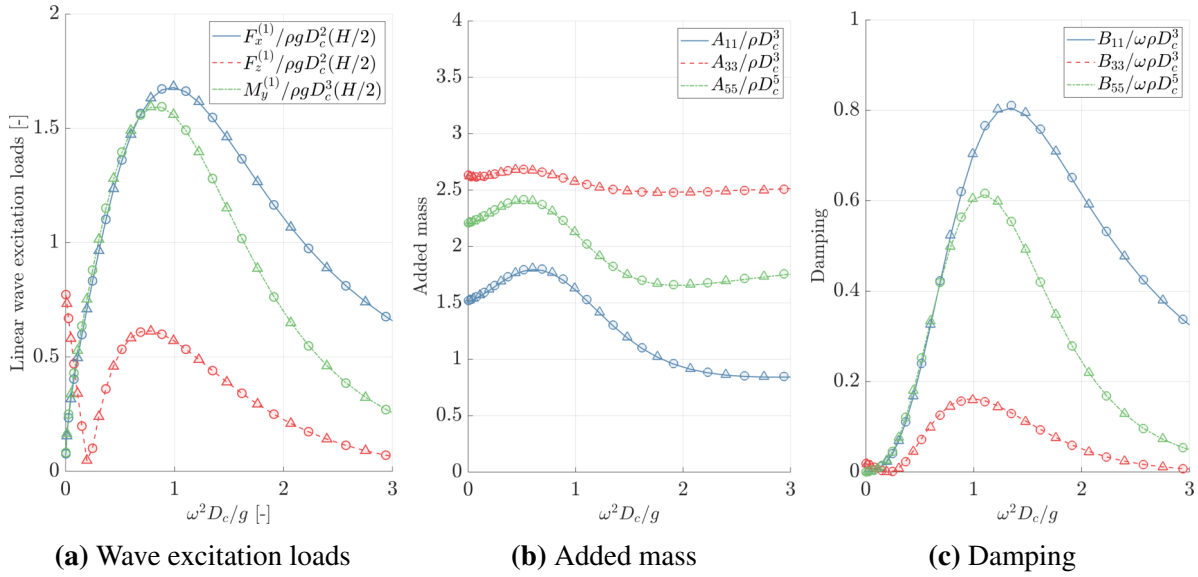 F_x^{(1)}/ρgD_c^2(H/2)
F_z^{(1)}/ρgD_c^2(H/2)
M_y^{(1)}/ρgD_c^3(H/2)
Linear wave excitation loads [-]
2
1.5
1
0.5
0
0 1 2 3
ω^2D_c/g [-]
(a) Wave excitation loads
A_{11}/ρD_c^3
A_{33}/ρD_c^3
A_{55}/ρD_c^5
Added mass
4
3.5
3
2.5
2
1.5
1
0.5
0
0 1 2 3
ω^2D_c/g
(b) Added mass
B_{11}/ωρD_c^3
B_{33}/ωρD_c^3
B_{55}/ωρD_c^5
Damping
1
0.8
0.6
0.4
0.2
0
0 1 2 3
ω^2D_c/g
(c) Damping